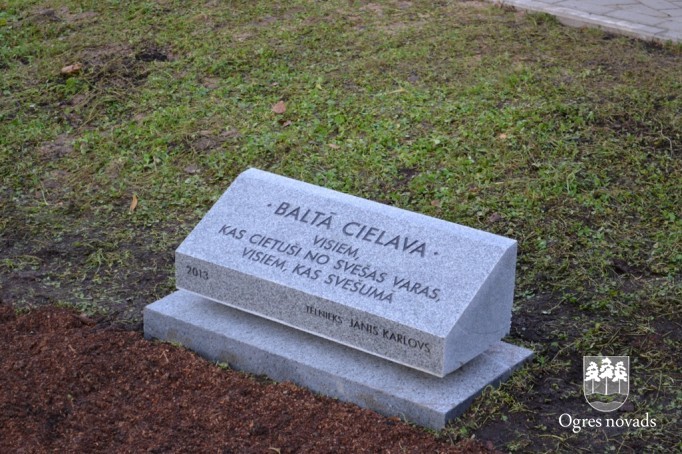 · BALTĀ CIELAVA ·
VISIEM,
KAS CIETUŠI NO SVEŠAS VARAS,
VISIEM, KAS SVEŠUMĀ
2013
TĒLNIEKS JĀNIS KARLOVS
Ogres novads